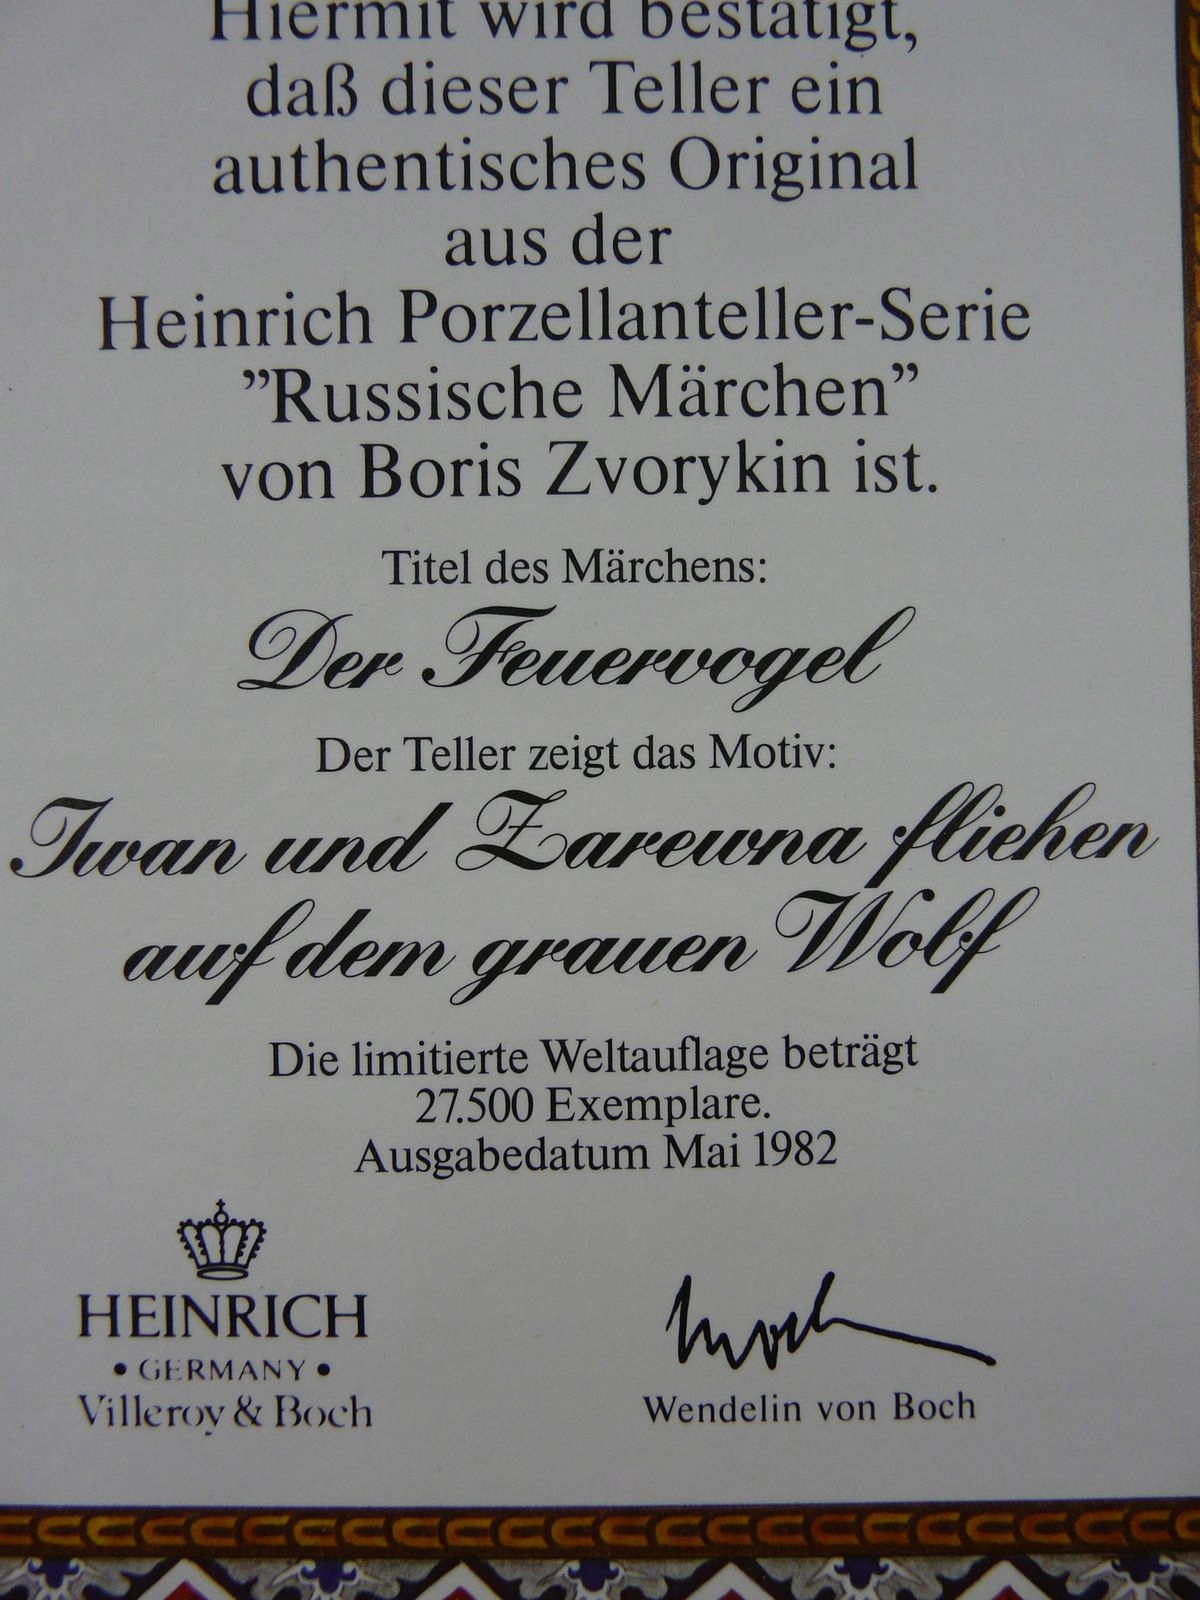 Hiermit wird bestätigt,
daß dieser Teller ein
authentisches Original
aus der
Heinrich Porzellanteller-Serie
”Russische Märchen”
von Boris Zvorykin ist.
Titel des Märchens:
Der Feuervogel
Der Teller zeigt das Motiv:
Iwan und Zarewna fliehen
auf dem grauen Wolf
Die limitierte Weltauflage beträgt
27.500 Exemplare.
Ausgabedatum Mai 1982
HEINRICH
• GERMANY •
Villeroy & Boch
Boch
Wendelin von Boch